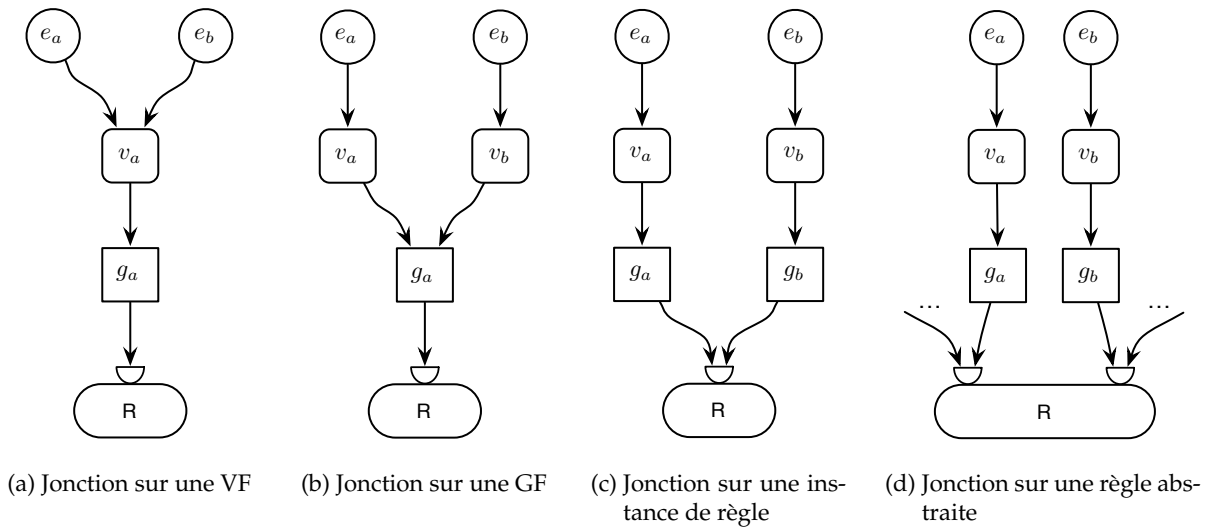 e_a e_b e_a e_b e_a e_b e_a e_b
v_a v_a v_b v_a v_b v_a v_b
g_a g_a g_a g_b g_a g_b
... ...
R R R R
(a) Jonction sur une VF (b) Jonction sur une GF (c) Jonction sur une ins- (d) Jonction sur une règle abs-
tance de règle traite